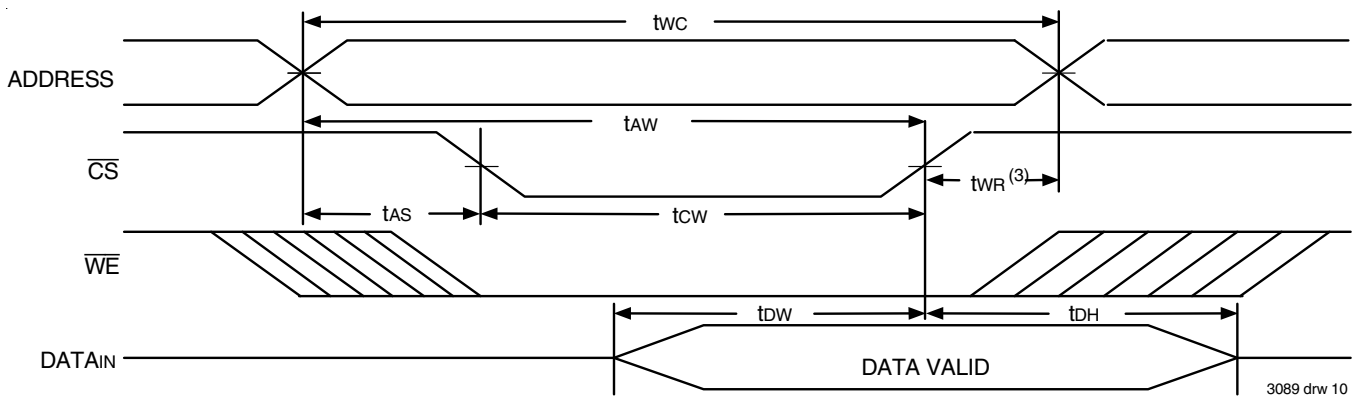 tWC
ADDRESS
tAW
CS
tWR (3)
tAS
tCW
WE
tDW
tDH
DATAIN
DATA VALID
3089 drw 10